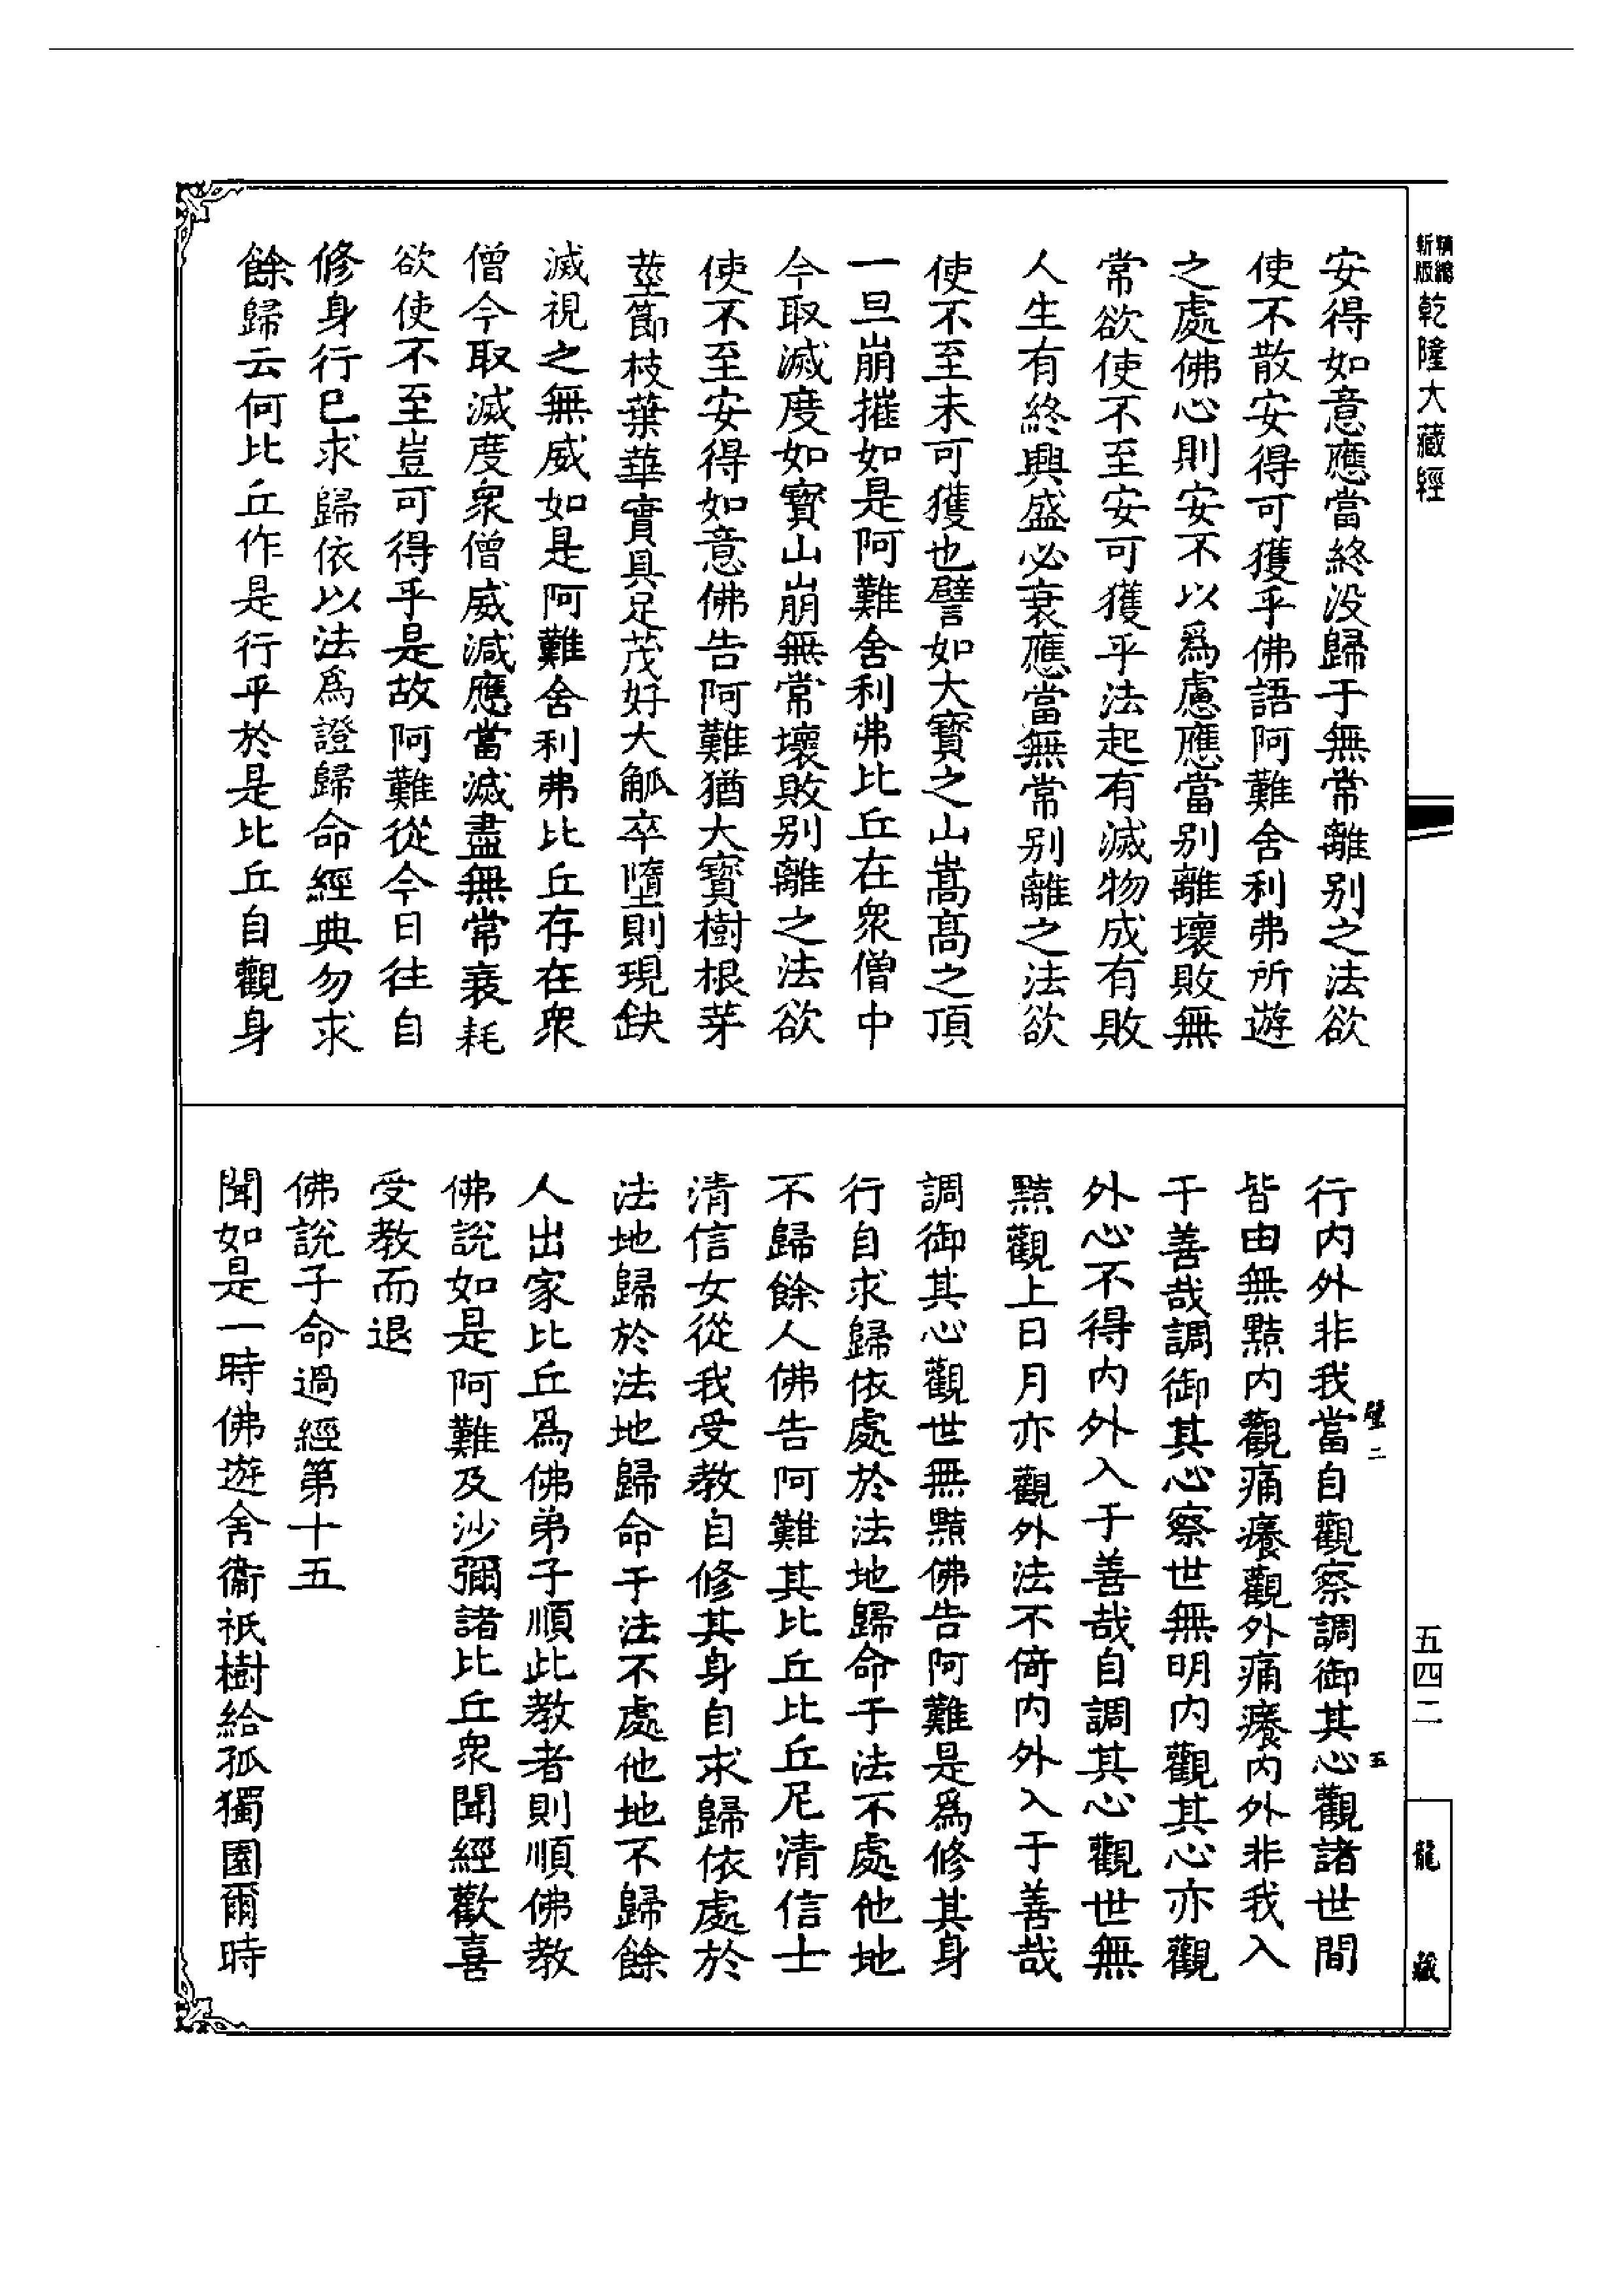 精縮新版乾隆大藏經
安得如意應當終没歸于無常離别之法欲
使不散安得可獲乎佛語阿難舍利弗所遊
之處佛心則安不以爲慮應當别離壞敗無
常欲使不至安可獲乎法起有滅物成有敗
人生有終興盛必衰應當無常别離之法欲
使不至未可獲也譬如大寶之山嵩高之頂
一旦崩摧如是阿難舍利弗比丘在衆僧中
今取滅度如寶山崩無常壞敗别離之法欲
使不至安得如意佛告阿難猶大寶樹根芽
莖節枝葉華實具足茂好大觚卒墮則現缺
滅視之無威如是阿難舍利弗比丘存在衆
僧今取滅度衆僧威減應當滅盡無常衰耗
欲使不至豈可得乎是故阿難從今日往自
修身行已求歸依以法爲證歸命經典勿求
餘歸云何比丘作是行乎於是比丘自觀身
行内外非我當自觀察調御其心觀諸世間
皆由無黠内觀痛癢觀外痛癢内外非我入
于善哉調御其心察世無明内觀其心亦觀
外心不得内外入于善哉自調其心觀世無
黠觀上日月亦觀外法不倚内外入于善哉
調御其心觀世無黠佛告阿難是爲修其身
行自求歸依處於法地歸命于法不處他地
不歸餘人佛告阿難其比丘比丘尼清信士
清信女從我受教自修其身自求歸依處於
法地歸於法地歸命于法不處他地不歸餘
人出家比丘爲佛弟子順此教者則順佛教
佛說如是阿難及沙彌諸比丘衆聞經歡喜
受教而退
佛說子命過經第十五
聞如是一時佛遊舍衞祇樹給孤獨園爾時
璧二 五
五四二
龍藏